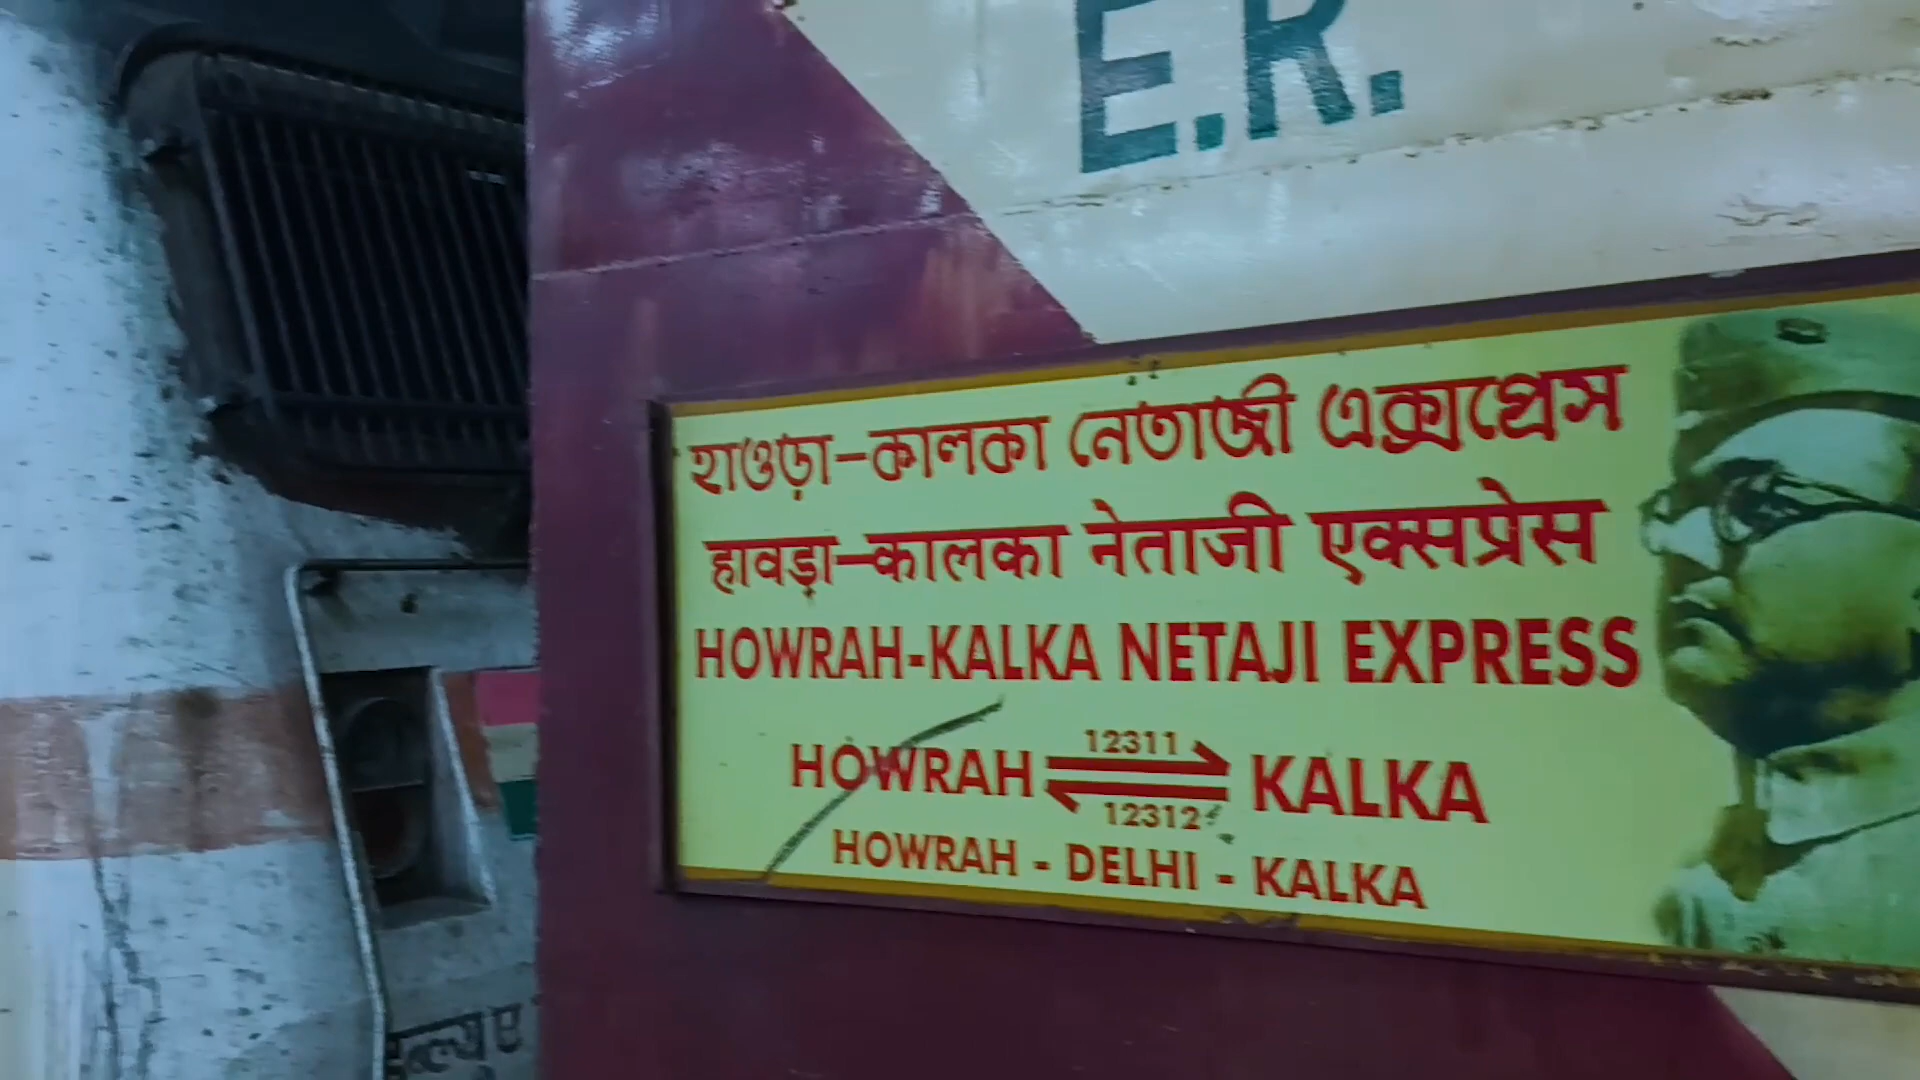 E.R.
হাওড়া–কালকা নেতাজী এক্সপ্রেস
हावड़ा–कालका नेताजी एक्सप्रेस
HOWRAH-KALKA NETAJI EXPRESS
12311
HOWRAH KALKA
12312
HOWRAH - DELHI - KALKA